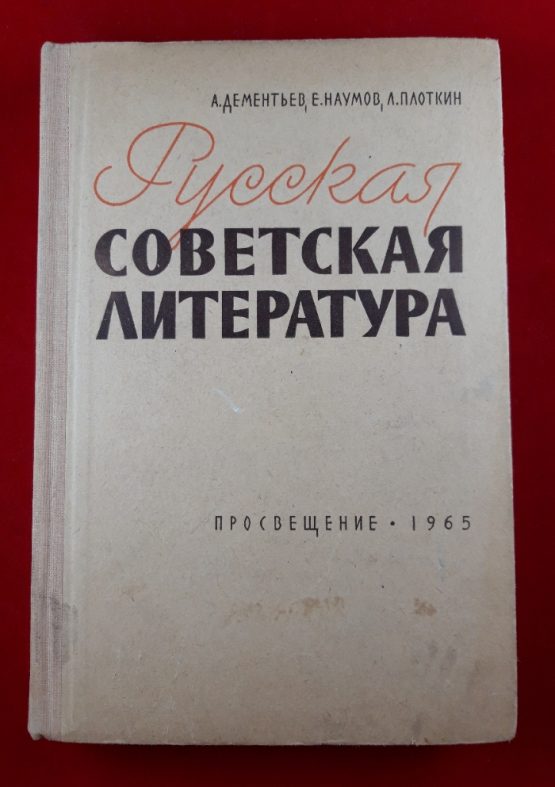 А. ДЕМЕНТЬЕВ, Е. НАУМОВ, Л. ПЛОТКИН
Русская
СОВЕТСКАЯ
ЛИТЕРАТУРА
ПРОСВЕЩЕНИЕ • 1965